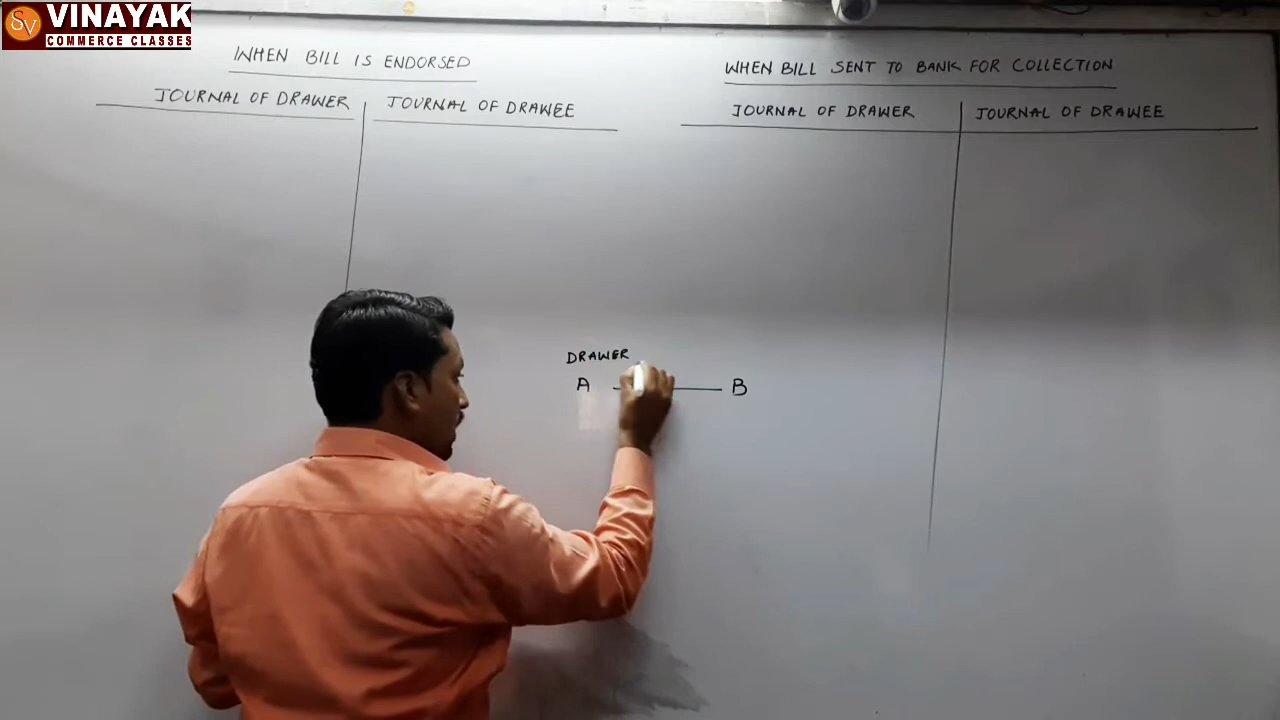 SV VINAYAK
COMMERCE CLASSES
WHEN BILL IS ENDORSED
JOURNAL OF DRAWER
JOURNAL OF DRAWEE
WHEN BILL SENT TO BANK FOR COLLECTION
JOURNAL OF DRAWER
JOURNAL OF DRAWEE
DRAWER
A
B